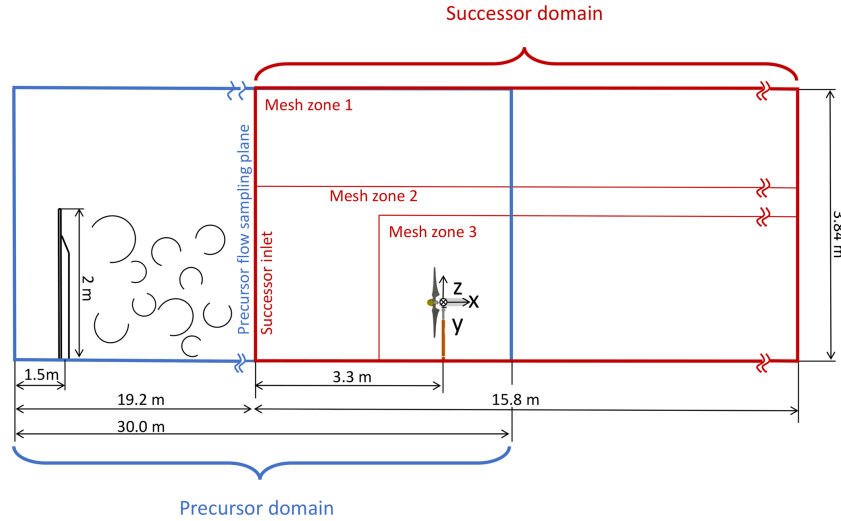 Successor domain
Mesh zone 1
Precursor flow sampling plane
Successor inlet
Mesh zone 2
Mesh zone 3
2 m
z
x
y
3.84 m
1.5m
3.3 m
19.2 m
15.8 m
30.0 m
Precursor domain